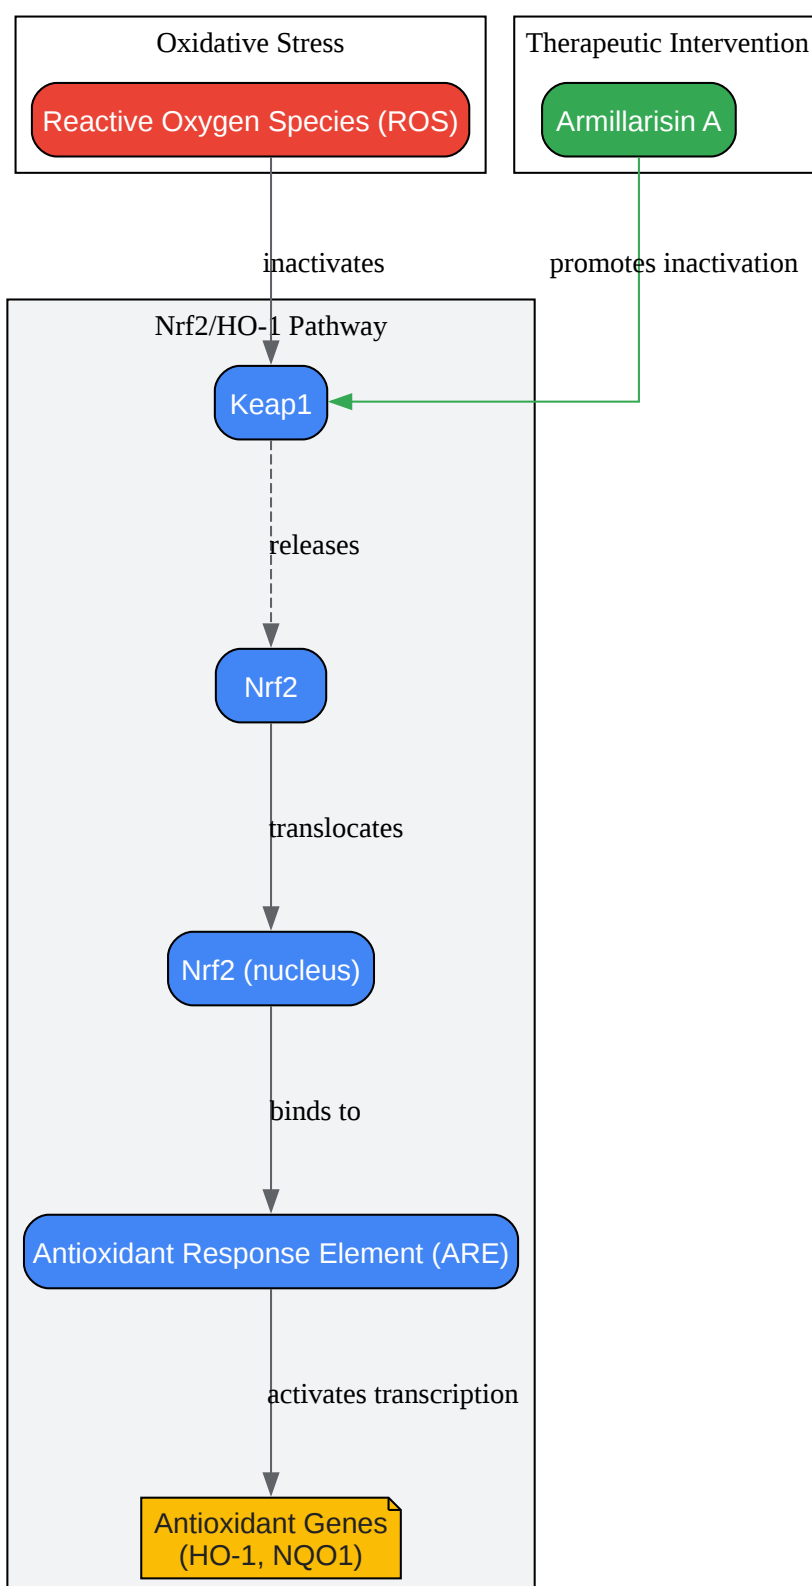 Oxidative Stress
Therapeutic Intervention
Reactive Oxygen Species (ROS)
Armillarisin A
inactivates
promotes inactivation
Nrf2/HO-1 Pathway
Keap1
releases
Nrf2
translocates
Nrf2 (nucleus)
binds to
Antioxidant Response Element (ARE)
activates transcription
Antioxidant Genes
(HO-1, NQO1)